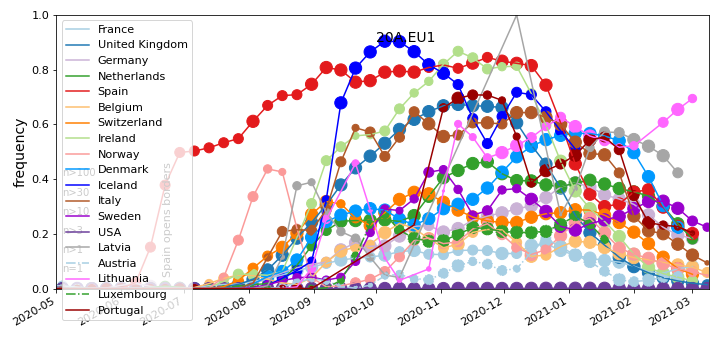 20A.EU1
frequency
1.0
0.8
0.6
0.4
0.2
0.0
France
United Kingdom
Germany
Netherlands
Spain
Belgium
Switzerland
Ireland
Norway
Denmark
Iceland
Italy
Sweden
USA
Latvia
Austria
Lithuania
Luxembourg
Portugal
n>100
n>30
n>10
n>3
n>1
n=1
Spain opens borders
2020-05
2020-06
2020-07
2020-08
2020-09
2020-10
2020-11
2020-12
2021-01
2021-02
2021-03